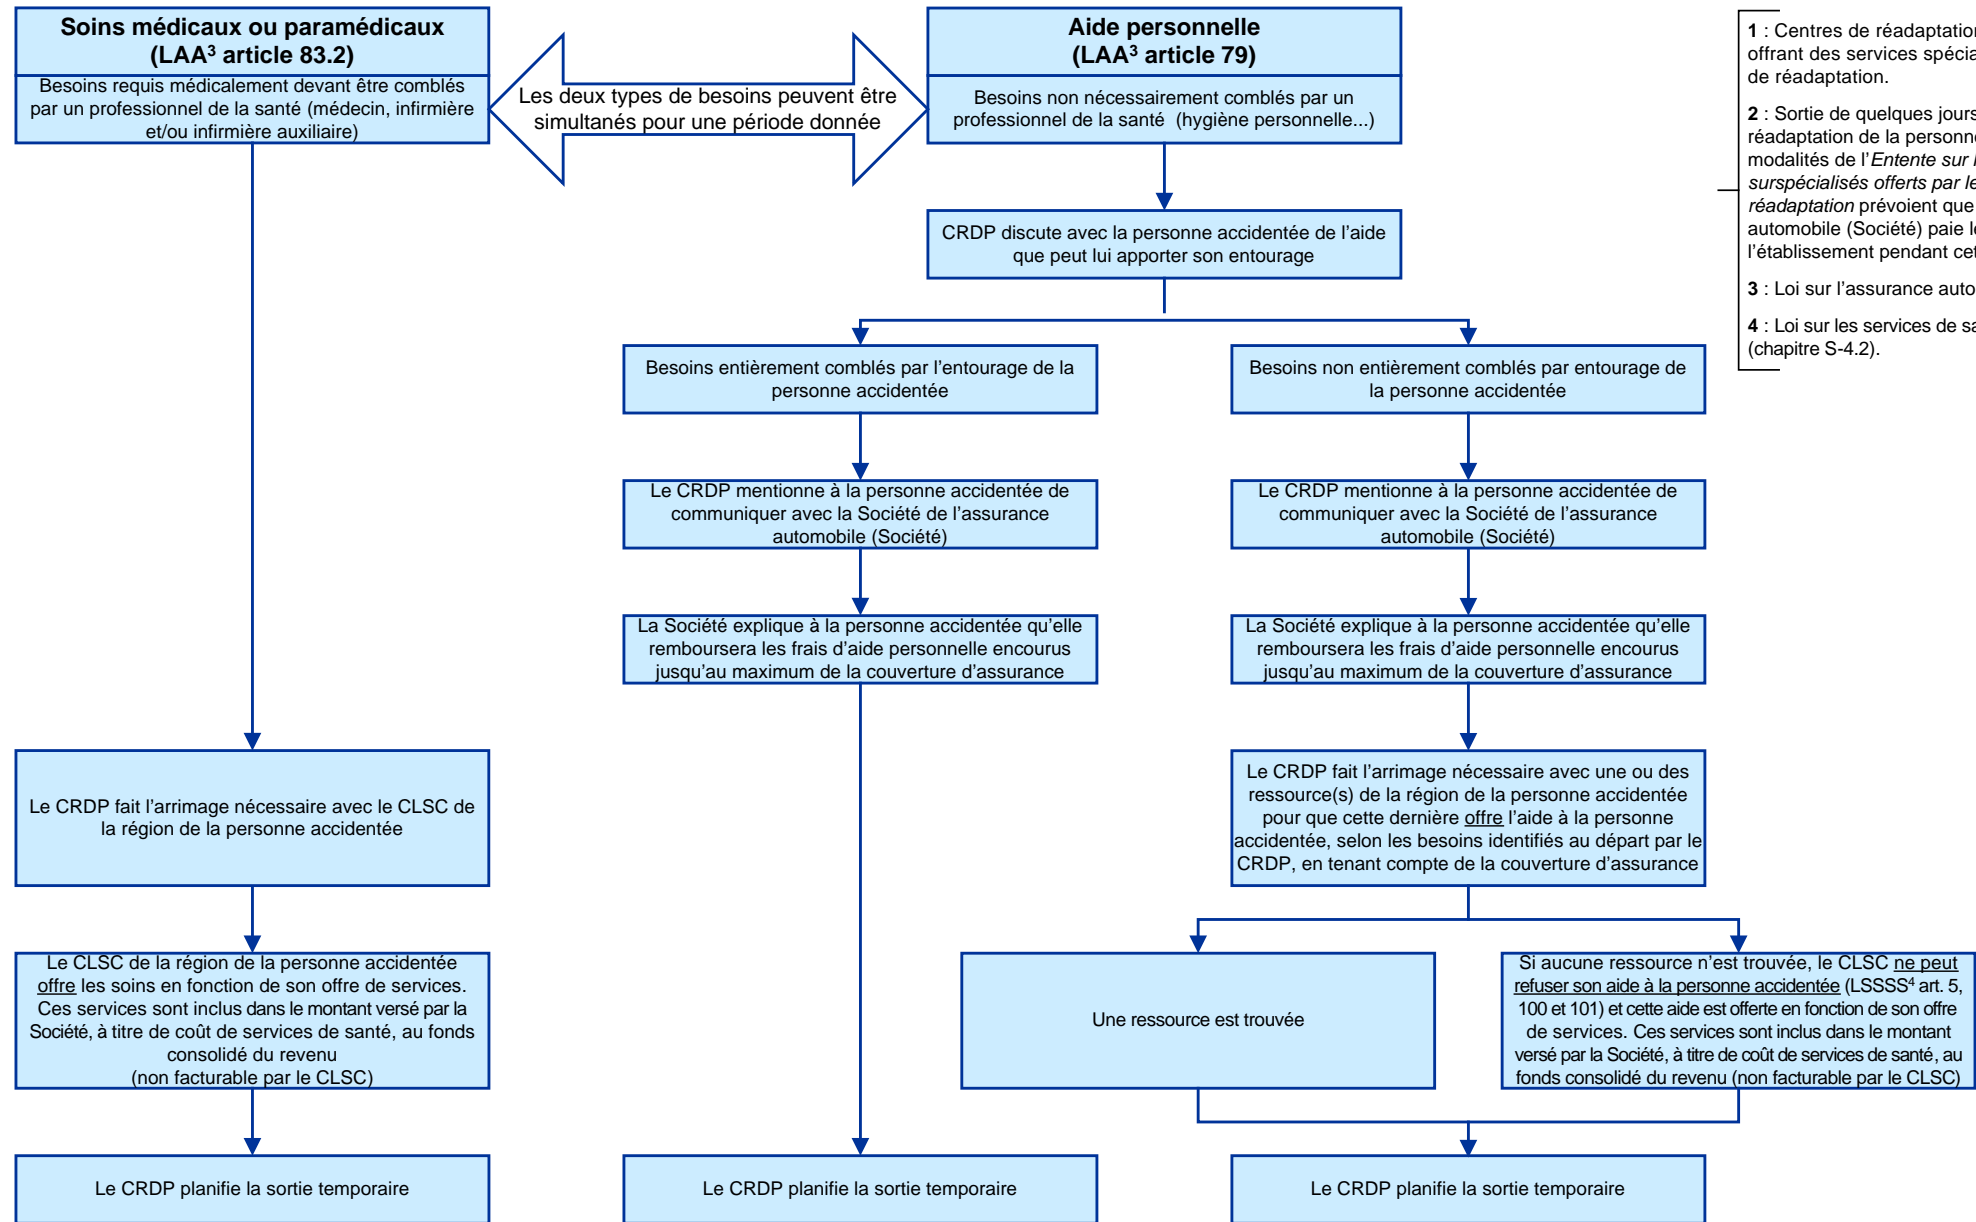 Soins médicaux ou paramédicaux
(LAA³ article 83.2)
Besoins requis médicalement devant être comblés
par un professionnel de la santé (médecin, infirmière
et/ou infirmière auxiliaire)
Les deux types de besoins peuvent être
simultanés pour une période donnée
Aide personnelle
(LAA³ article 79)
Besoins non nécessairement comblés par un
professionnel de la santé (hygiène personnelle...)
1 : Centres de réadaptation
offrant des services
de réadaptation.
2 : Sortie de quelques jours
réadaptation de la personne
modalités de l'Entente sur
surspécialisés offerts par
réadaptation prévoient que
automobile (Société) paie
l'établissement pendant
3 : Loi sur l'assurance
4 : Loi sur les services de
(chapitre S-4.2).
CRDP discute avec la personne accidentée de l'aide
que peut lui apporter son entourage
Besoins entièrement comblés par l'entourage de la
personne accidentée
Besoins non entièrement comblés par entourage de
la personne accidentée
Le CRDP mentionne à la personne accidentée de
communiquer avec la Société de l'assurance
automobile (Société)
Le CRDP mentionne à la personne accidentée de
communiquer avec la Société de l'assurance
automobile (Société)
La Société explique à la personne accidentée qu'elle
remboursera les frais d'aide personnelle encourus
jusqu'au maximum de la couverture d'assurance
La Société explique à la personne accidentée qu'elle
remboursera les frais d'aide personnelle encourus
jusqu'au maximum de la couverture d'assurance
Le CRDP fait l'arrimage nécessaire avec le CLSC de
la région de la personne accidentée
Le CRDP fait l'arrimage nécessaire avec une ou des
ressource(s) de la région de la personne accidentée
pour que cette dernière offre l'aide à la personne
accidentée, selon les besoins identifiés au départ par le
CRDP, en tenant compte de la couverture d'assurance
Le CLSC de la région de la personne accidentée
offre les soins en fonction de son offre de services.
Ces services sont inclus dans le montant versé par la
Société, à titre de coût de services de santé, au fonds
consolidé du revenu
(non facturable par le CLSC)
Une ressource est trouvée
Si aucune ressource n'est trouvée, le CLSC ne peut
refuser son aide à la personne accidentée (LSSSS⁴ art. 5,
100 et 101) et cette aide est offerte en fonction de son offre
de services. Ces services sont inclus dans le montant
versé par la Société, à titre de coût de services de santé, au
fonds consolidé du revenu (non facturable par le CLSC)
Le CRDP planifie la sortie temporaire
Le CRDP planifie la sortie temporaire
Le CRDP planifie la sortie temporaire